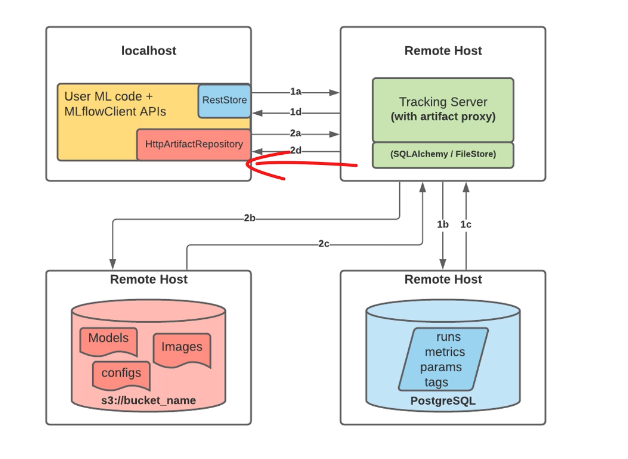 localhost
Remote Host
User ML code +
MLflowClient APIs
RestStore
HttpArtifactRepository
1a
1d
2a
2d
Tracking Server
(with artifact proxy)
(SQLAlchemy / FileStore)
2b
2c
1b
1c
Remote Host
Models
Images
configs
s3://bucket_name
Remote Host
runs
metrics
params
tags
PostgreSQL